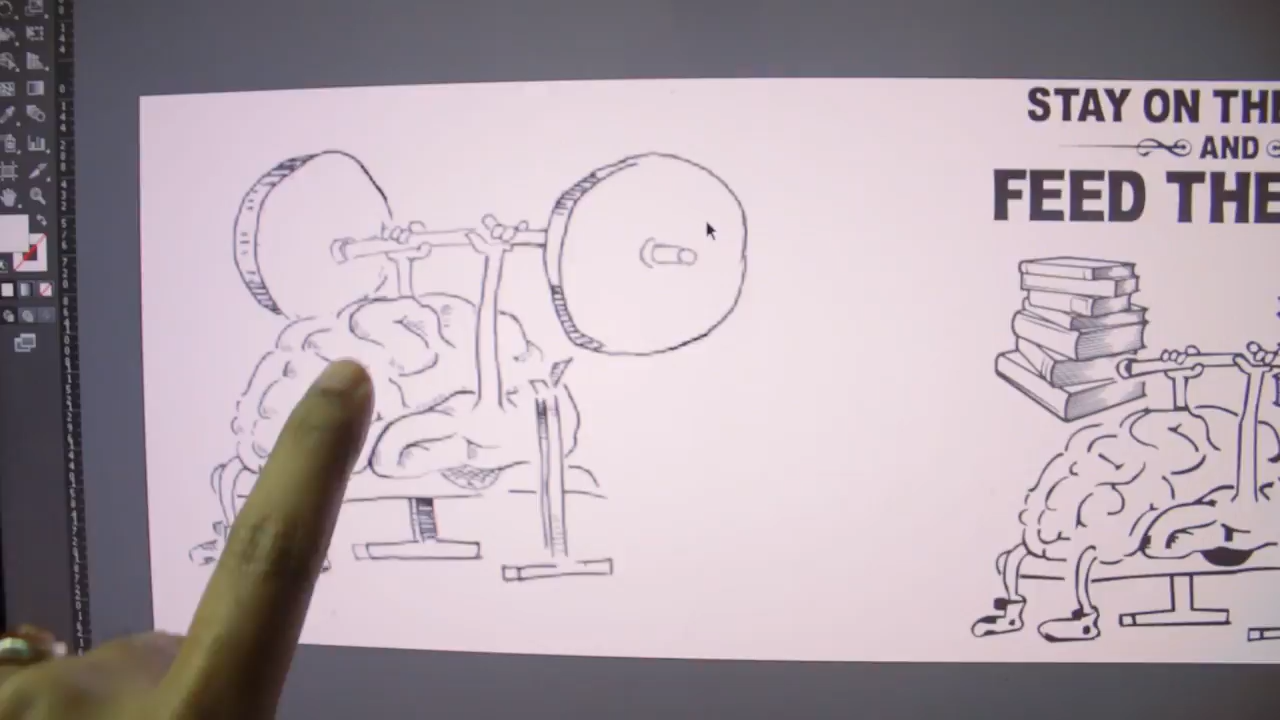 STAY ON THE
AND
FEED THE